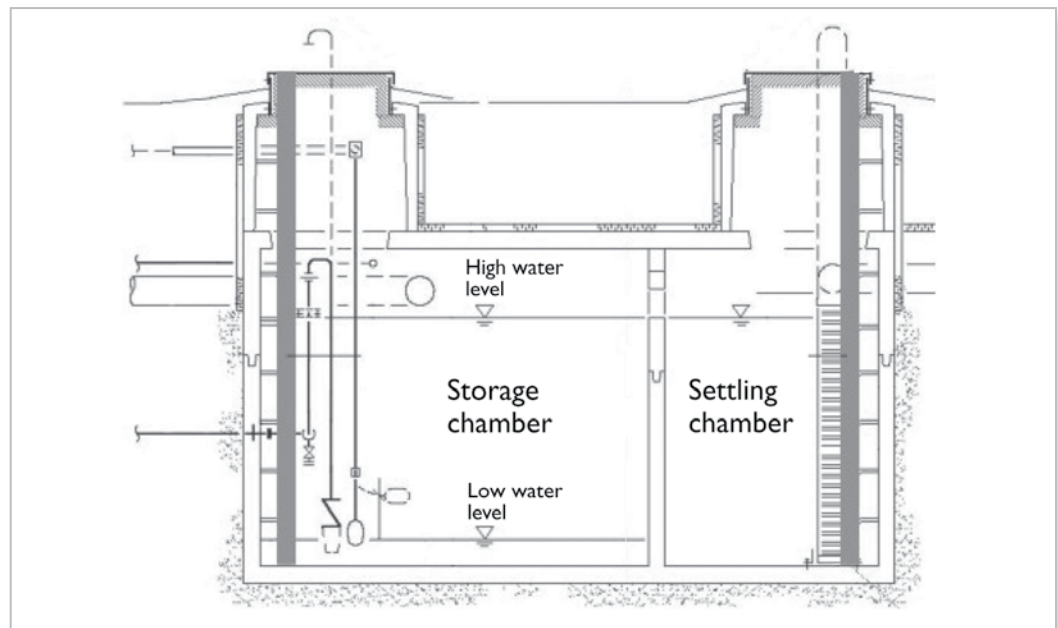 S
High water
level
Storage
chamber
Settling
chamber
Low water
level